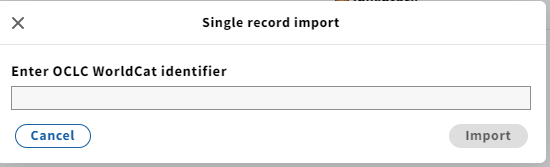 Single record import
Enter OCLC WorldCat identifier
Cancel
Import